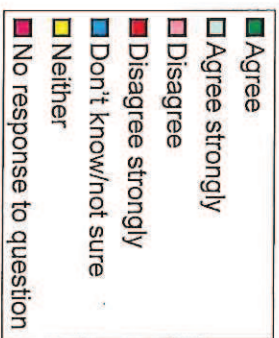 Agree
Agree strongly
Disagree
Disagree strongly
Don't know/not sure
Neither
No response to question